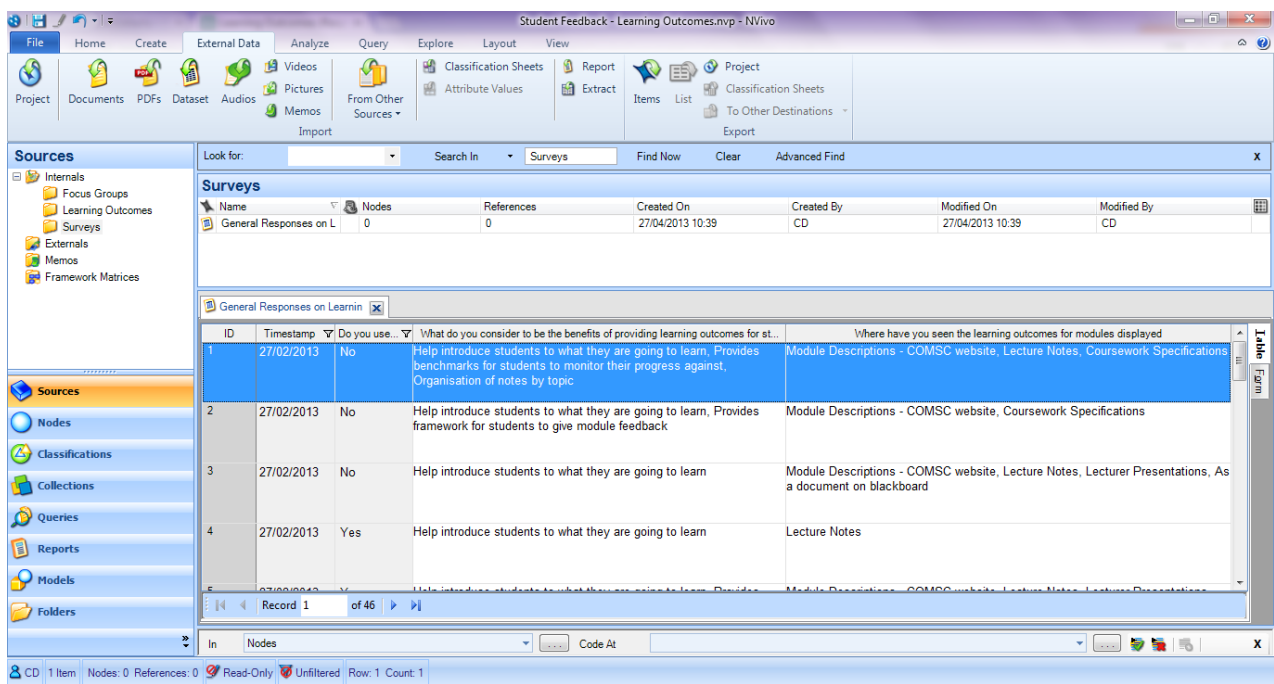 Student Feedback - Learning Outcomes.nvp - NVivo
File Home Create External Data Analyze Query Explore Layout View
Project Documents PDFs Dataset Audios
Videos
Pictures
Memos
From Other
Sources
Import
Classification Sheets
Attribute Values
Report
Extract
Items List
Project
Classification Sheets
To Other Destinations
Export
Sources
Internals
Focus Groups
Learning Outcomes
Surveys
Externals
Memos
Framework Matrices
Sources
Nodes
Classifications
Collections
Queries
Reports
Models
Folders
Look for: Search In Surveys Find Now Clear Advanced Find x
Surveys
Name Nodes References Created On Created By Modified On Modified By
General Responses on L 0 0 27/04/2013 10:39 CD 27/04/2013 10:39 CD
General Responses on Learnin
ID Timestamp Do you use... What do you consider to be the benefits of providing learning outcomes for st... Where have you seen the learning outcomes for modules displayed
1 27/02/2013 No Help introduce students to what they are going to learn, Provides Module Descriptions - COMSC website, Lecture Notes, Coursework Specifications
benchmarks for students to monitor their progress against,
Organisation of notes by topic
2 27/02/2013 No Help introduce students to what they are going to learn, Provides Module Descriptions - COMSC website, Coursework Specifications
framework for students to give module feedback
3 27/02/2013 No Help introduce students to what they are going to learn Module Descriptions - COMSC website, Lecture Notes, Lecturer Presentations, As
a document on blackboard
4 27/02/2013 Yes Help introduce students to what they are going to learn Lecture Notes
Table
Form
Record 1 of 46
In Nodes ... Code At ... x
CD 1 Item Nodes: 0 References: 0 Read-Only Unfiltered Row: 1 Count: 1